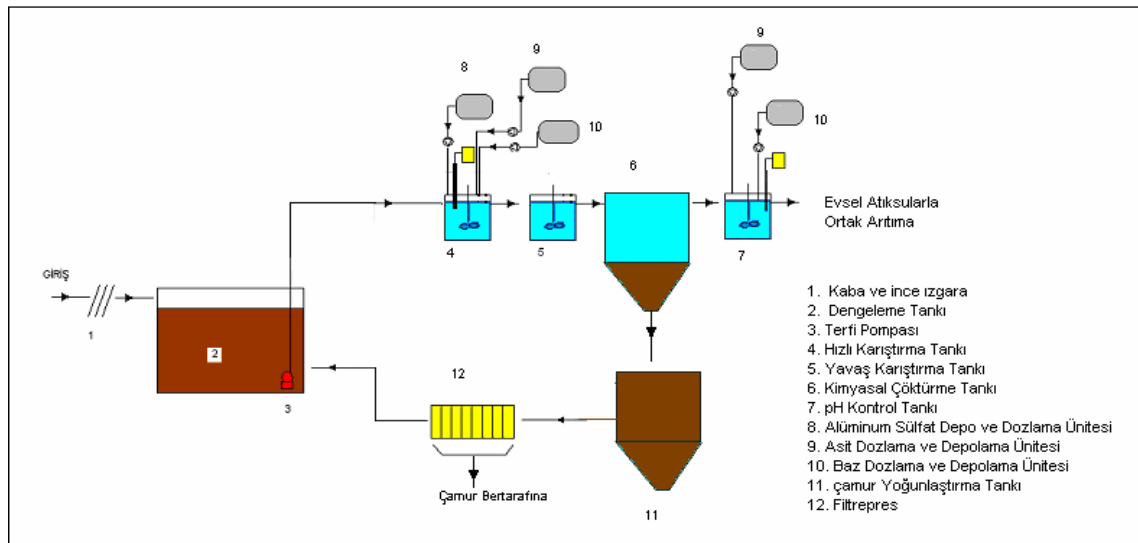 9
9
8
10
10
6
Evsel Atıksularla
Ortak Arıtıma
4
5
7
GİRİŞ
1
2
3
12
11
Çamur Bertarafına
1. Kaba ve ince ızgara
2. Dengeleme Tankı
3. Terfi Pompası
4. Hızlı Karıştırma Tankı
5. Yavaş Karıştırma Tankı
6. Kimyasal Çöktürme Tankı
7. pH Kontrol Tankı
8. Alüminum Sülfat Depo ve Dozlama Ünitesi
9. Asit Dozlama ve Depolama Ünitesi
10. Baz Dozlama ve Depolama Ünitesi
11. çamur Yoğunlaştırma Tankı
12. Filtrepres